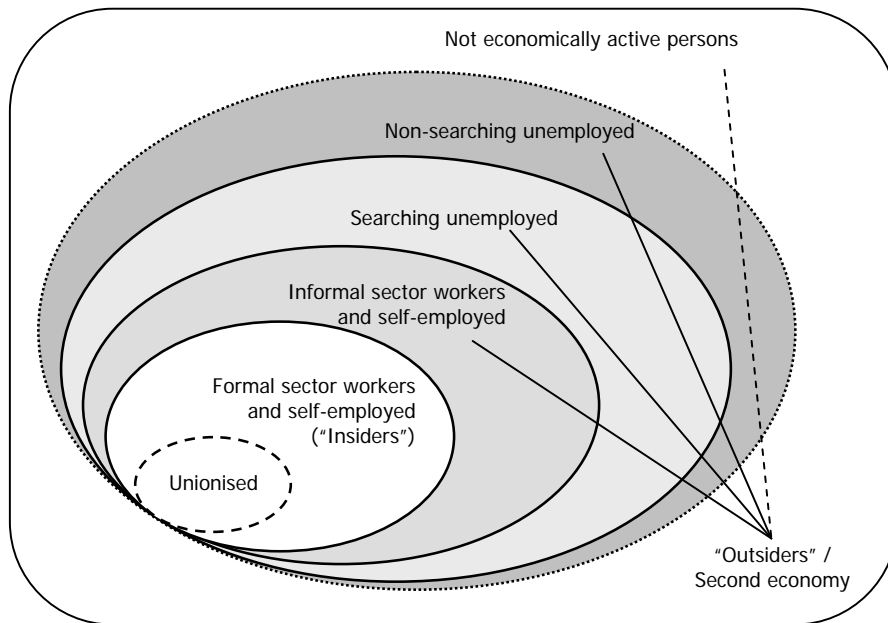 Not economically active persons
Non-searching unemployed
Searching unemployed
Informal sector workers
and self-employed
Formal sector workers
and self-employed
(“Insiders”)
Unionised
“Outsiders” /
Second economy